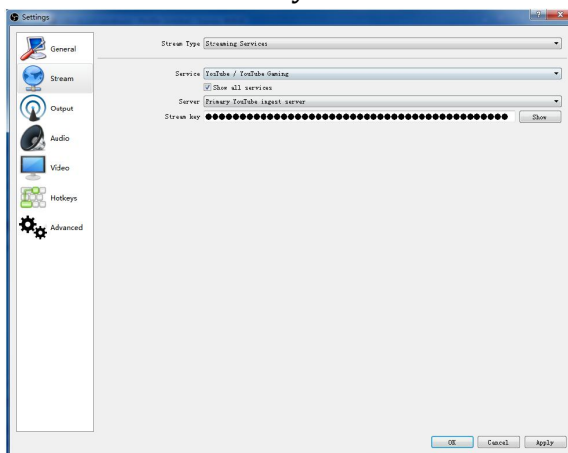 Settings
General
Stream
Output
Audio
Video
Hotkeys
Advanced
Stream Type Streaming Services
Service YouTube / YouTube Gaming
Show all services
Server Primary YouTube ingest server
Stream key ●●●●●●●●●●●●●●●●●●●●●●●●●●●●●●●●●●●●●●●●●●●● Show
OK Cancel Apply